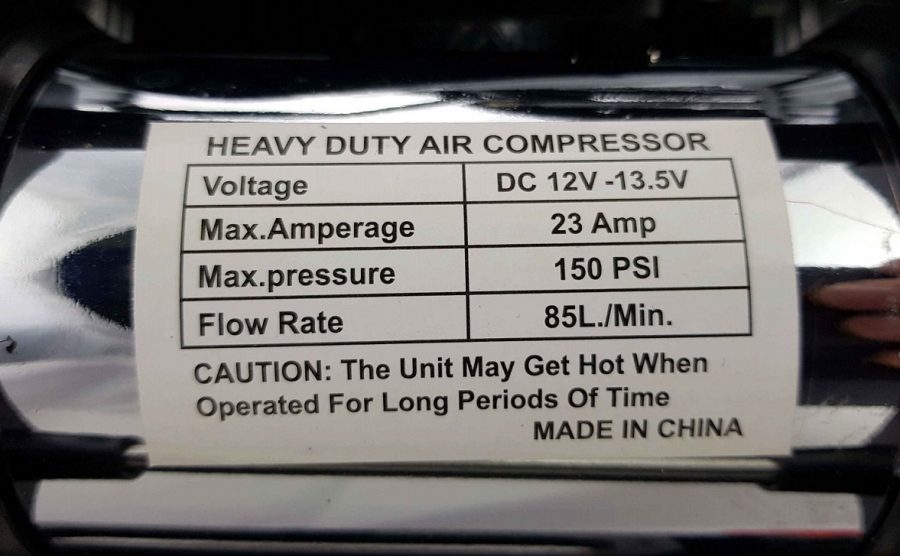 HEAVY DUTY AIR COMPRESSOR
Voltage DC 12V -13.5V
Max.Amperage 23 Amp
Max.pressure 150 PSI
Flow Rate 85L./Min.
CAUTION: The Unit May Get Hot When
Operated For Long Periods Of Time
MADE IN CHINA